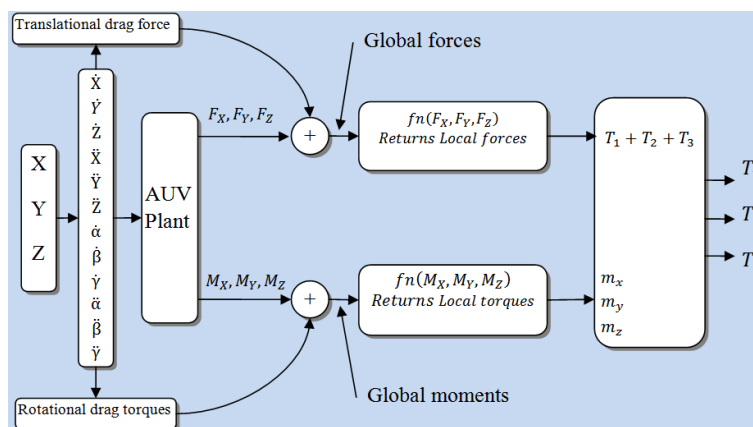 Translational drag force
Global forces
Ẋ
Ẏ
Ż
Ẍ
Ÿ
Z̈
α̇
β̇
γ̇
α̈
β̈
γ̈
X
Y
Z
AUV
Plant
F_X, F_Y, F_Z
+
fn(F_X, F_Y, F_Z)
Returns Local forces
T_1 + T_2 + T_3
T
T
T
M_X, M_Y, M_Z
+
fn(M_X, M_Y, M_Z)
Returns Local torques
m_x
m_y
m_z
Global moments
Rotational drag torques